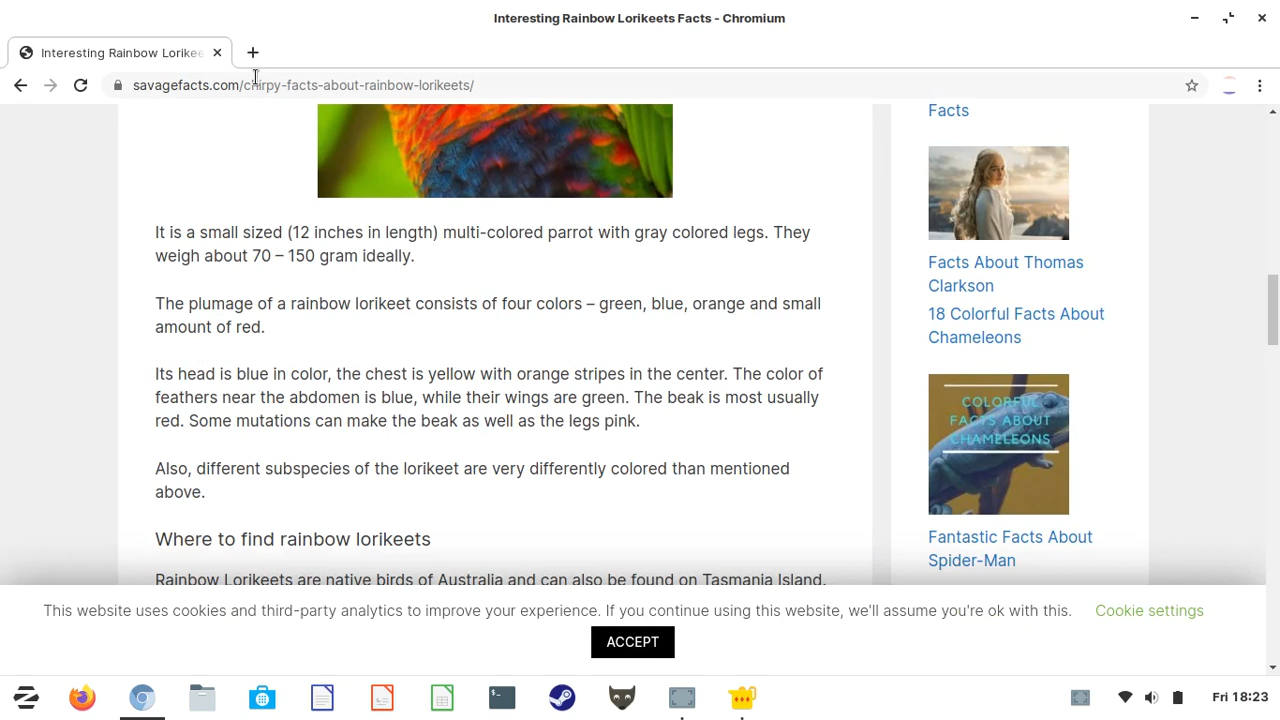 Interesting Rainbow Lorikeets Facts - Chromium
Interesting Rainbow Lorikee
savagefacts.com/chirpy-facts-about-rainbow-lorikeets/
It is a small sized (12 inches in length) multi-colored parrot with gray colored legs. They
weigh about 70 – 150 gram ideally.
The plumage of a rainbow lorikeet consists of four colors – green, blue, orange and small
amount of red.
Its head is blue in color, the chest is yellow with orange stripes in the center. The color of
feathers near the abdomen is blue, while their wings are green. The beak is most usually
red. Some mutations can make the beak as well as the legs pink.
Also, different subspecies of the lorikeet are very differently colored than mentioned
above.
Where to find rainbow lorikeets
Rainbow Lorikeets are native birds of Australia and can also be found on Tasmania Island.
Facts
Facts About Thomas
Clarkson
18 Colorful Facts About
Chameleons
COLORFUL
FACTS ABOUT
CHAMELEONS
Fantastic Facts About
Spider-Man
This website uses cookies and third-party analytics to improve your experience. If you continue using this website, we'll assume you're ok with this.
Cookie settings
ACCEPT
Fri 18:23